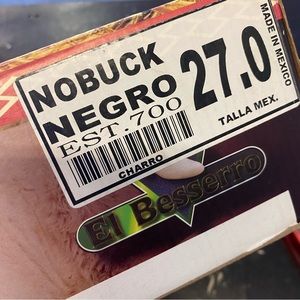 NOBUCK
NEGRO
EST-700
27.0
CHARRO
TALLA MEX.
MADE IN MEXICO
El Besserro